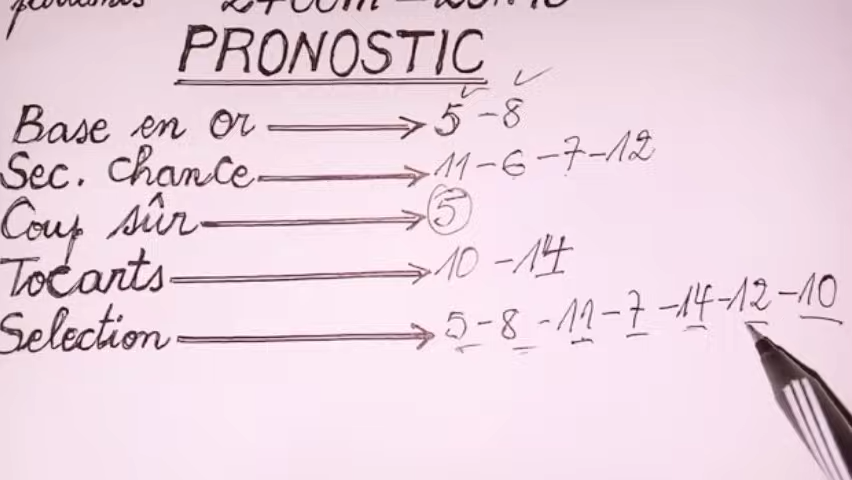 PRONOSTIC
Base en or → 5 - 8
Sec. chance → 11 - 6 - 7 - 12
Coup sûr → 5
Tocarts → 10 - 14
Selection → 5 - 8 - 11 - 7 - 14 - 12 - 10